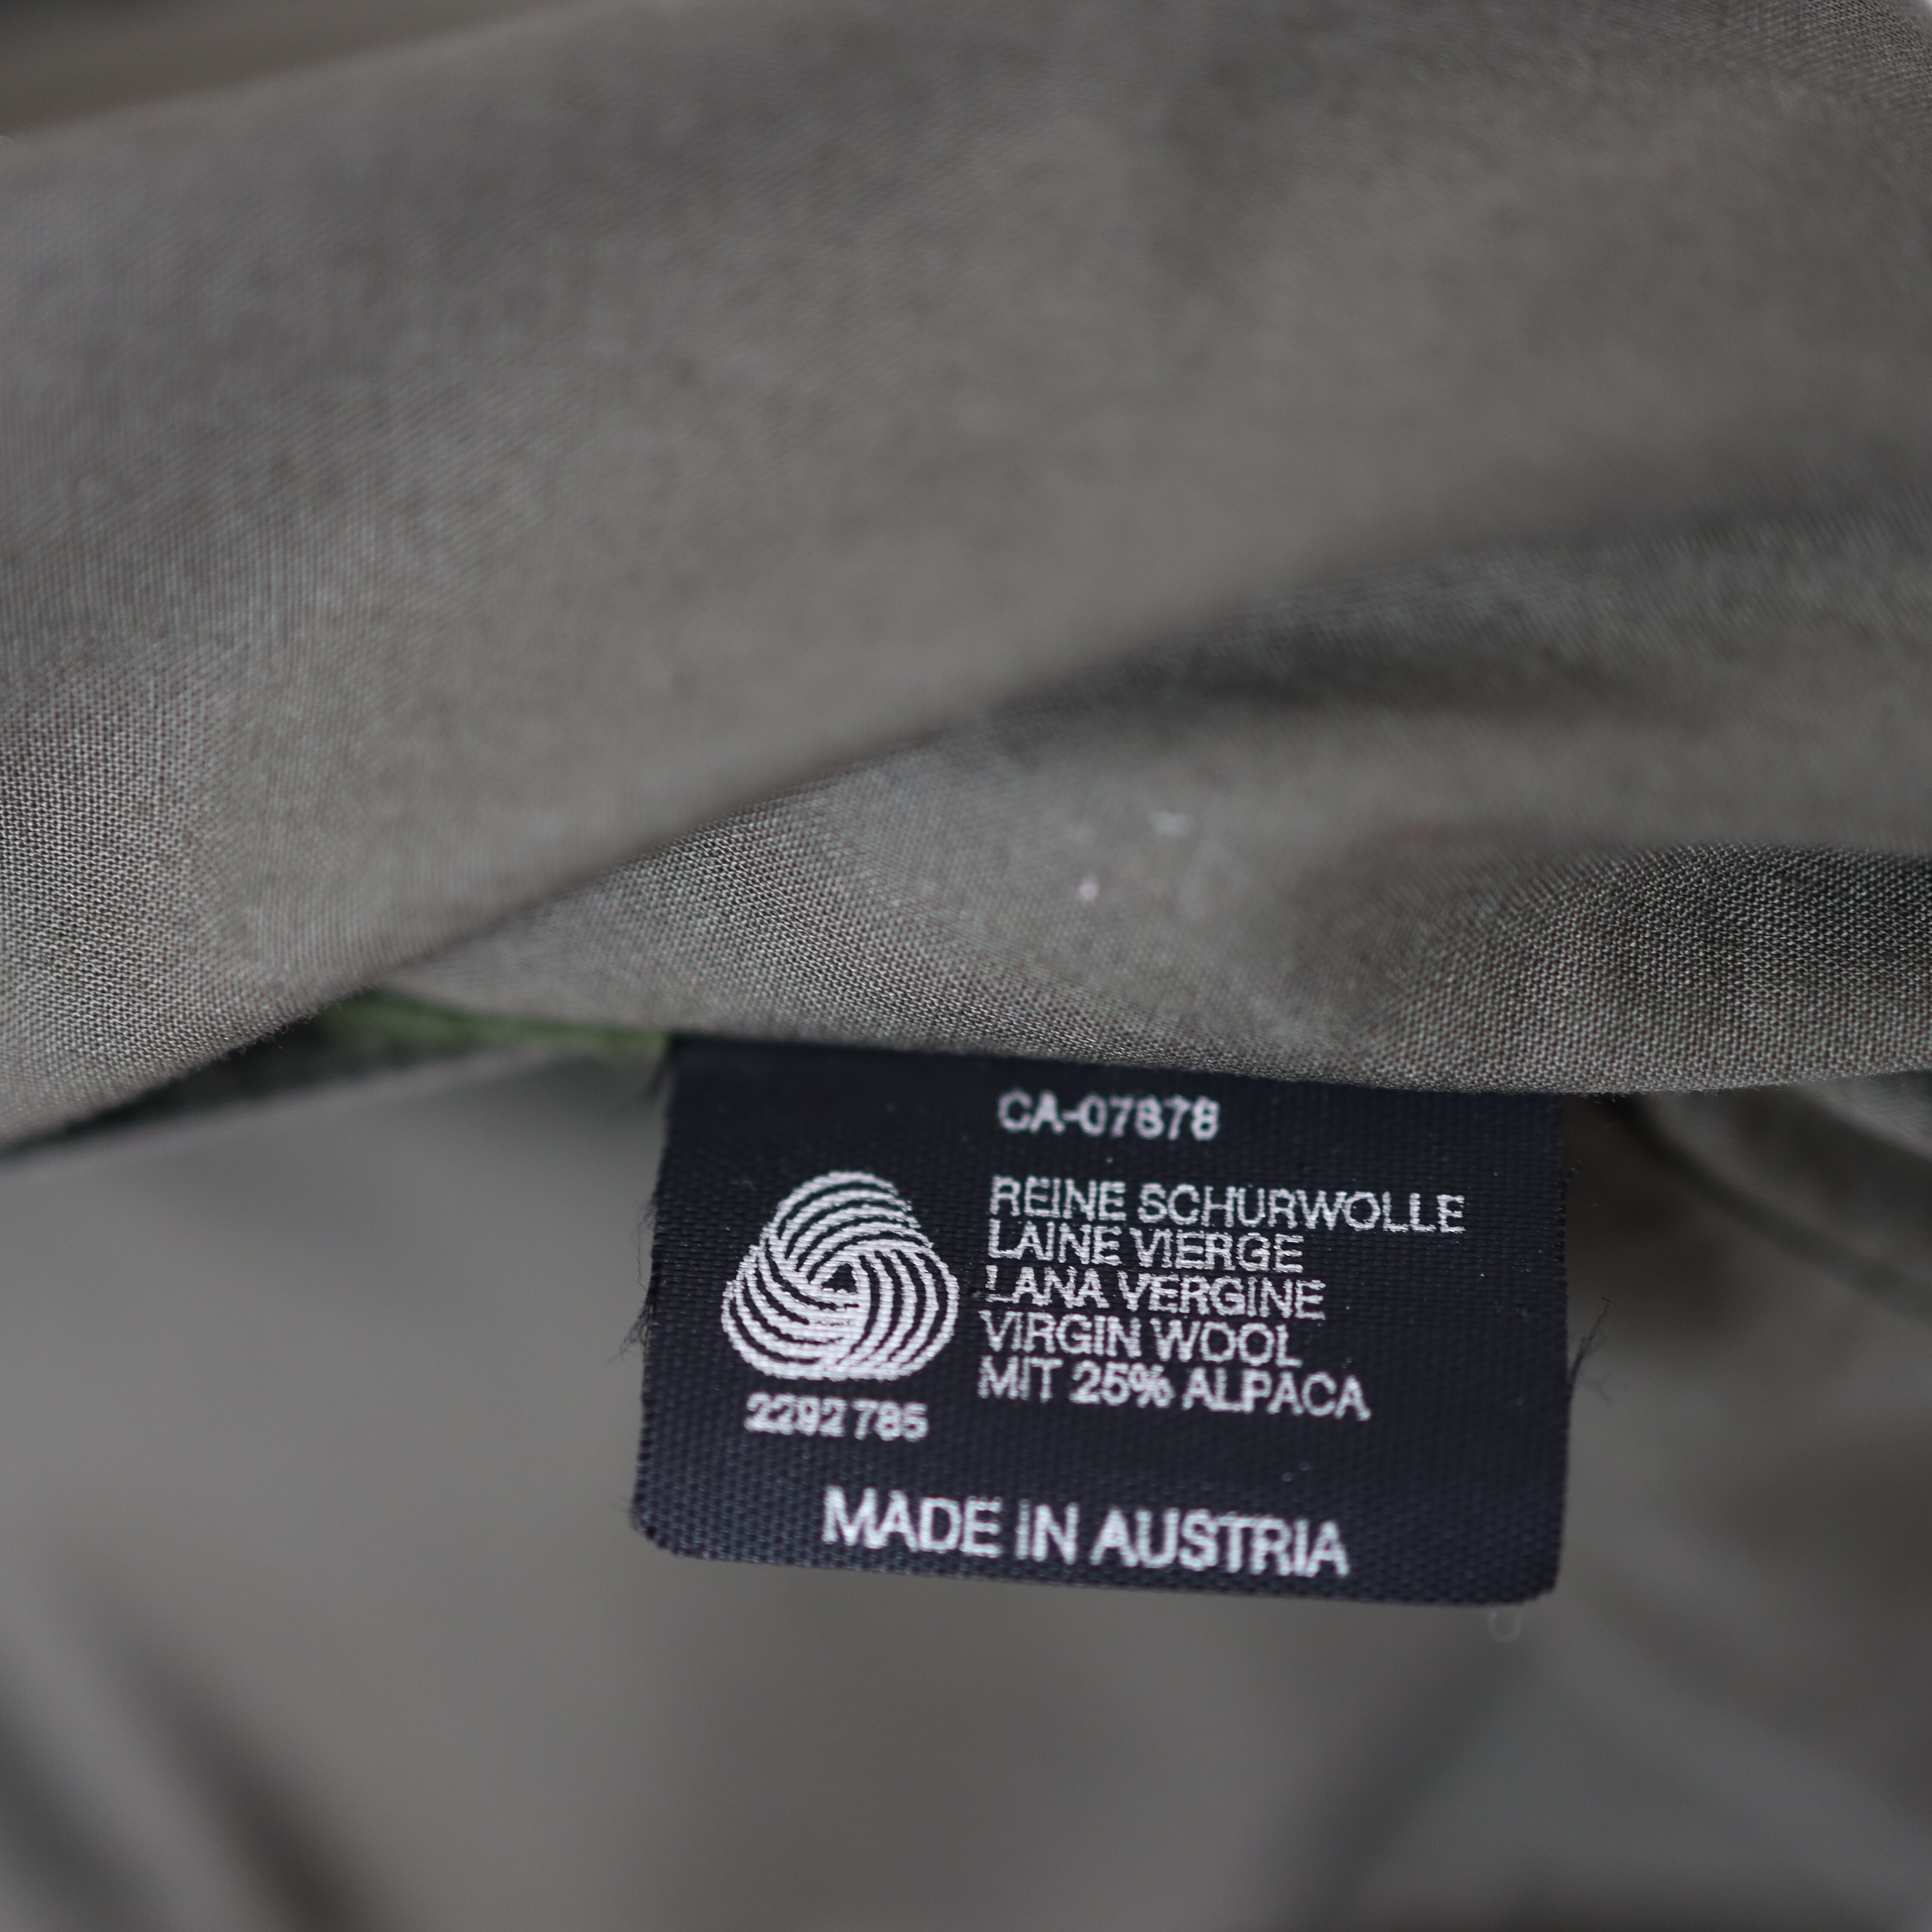 CA-07878
REINE SCHURWOLLE
LAINE VIERGE
LANA VERGINE
VIRGIN WOOL
MIT 25% ALPACA
2292 785
MADE IN AUSTRIA